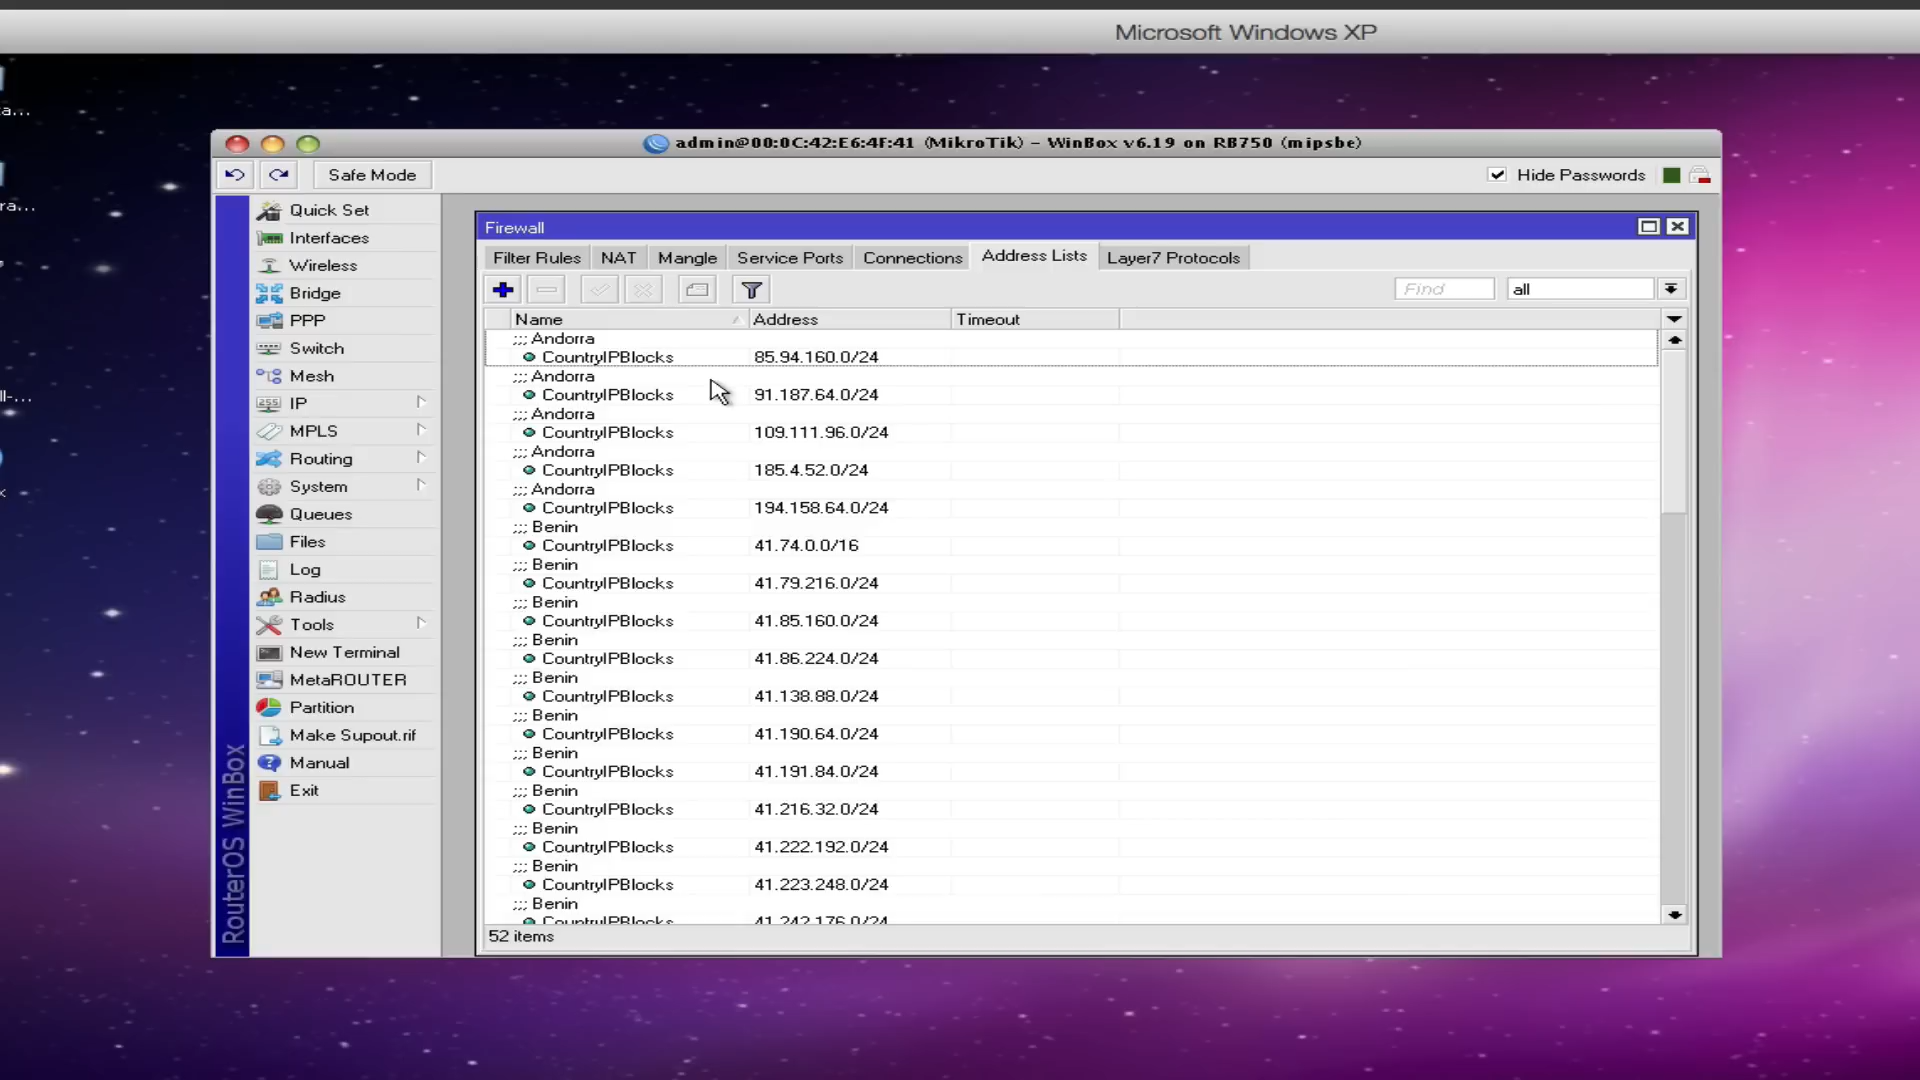 Microsoft Windows XP
a...
ra...
ll-...
x
admin@00:0C:42:E6:4F:41 (MikroTik) - WinBox v6.19 on RB750 (mipsbe)
Safe Mode
Hide Passwords
RouterOS WinBox
Quick Set
Interfaces
Wireless
Bridge
PPP
Switch
Mesh
255 IP
MPLS
Routing
System
Queues
Files
Log
Radius
Tools
New Terminal
MetaROUTER
Partition
Make Supout.rif
Manual
Exit
Firewall
Filter Rules NAT Mangle Service Ports Connections Address Lists Layer7 Protocols
Find all
Name Address Timeout
;;; Andorra
CountryIPBlocks 85.94.160.0/24
;;; Andorra
CountryIPBlocks 91.187.64.0/24
;;; Andorra
CountryIPBlocks 109.111.96.0/24
;;; Andorra
CountryIPBlocks 185.4.52.0/24
;;; Andorra
CountryIPBlocks 194.158.64.0/24
;;; Benin
CountryIPBlocks 41.74.0.0/16
;;; Benin
CountryIPBlocks 41.79.216.0/24
;;; Benin
CountryIPBlocks 41.85.160.0/24
;;; Benin
CountryIPBlocks 41.86.224.0/24
;;; Benin
CountryIPBlocks 41.138.88.0/24
;;; Benin
CountryIPBlocks 41.190.64.0/24
;;; Benin
CountryIPBlocks 41.191.84.0/24
;;; Benin
CountryIPBlocks 41.216.32.0/24
;;; Benin
CountryIPBlocks 41.222.192.0/24
;;; Benin
CountryIPBlocks 41.223.248.0/24
;;; Benin
CountryIPBlocks 41.242.176.0/24
52 items